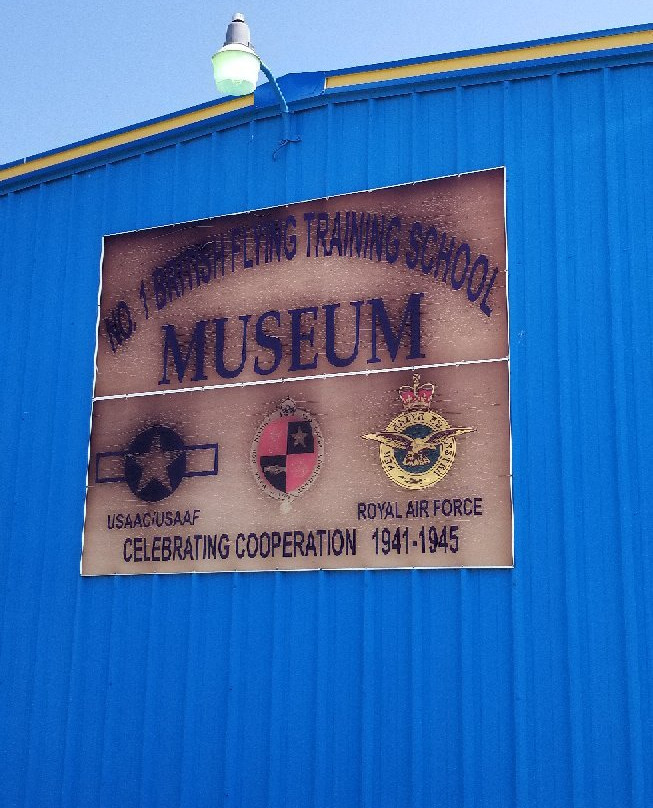 NO. 1 BRITISH FLYING TRAINING SCHOOL
MUSEUM
USAAC/USAAF
ROYAL AIR FORCE
CELEBRATING COOPERATION 1941-1945